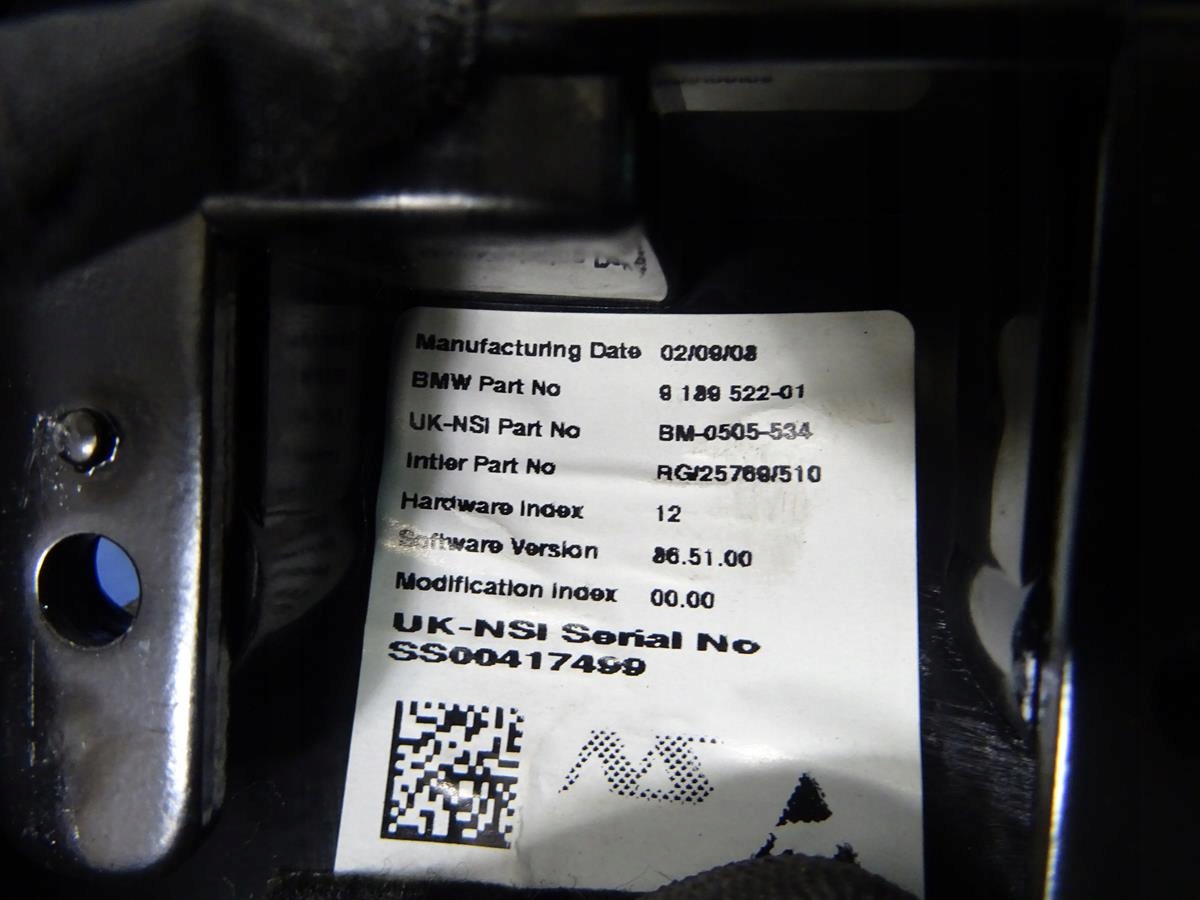 Manufacturing Date 02/09/08
BMW Part No 9 189 522-01
UK-NSI Part No BM-0505-534
Intier Part No RG/25769/510
Hardware Index 12
Software Version 86.51.00
Modification Index 00.00
UK-NSI Serial No
SS00417499